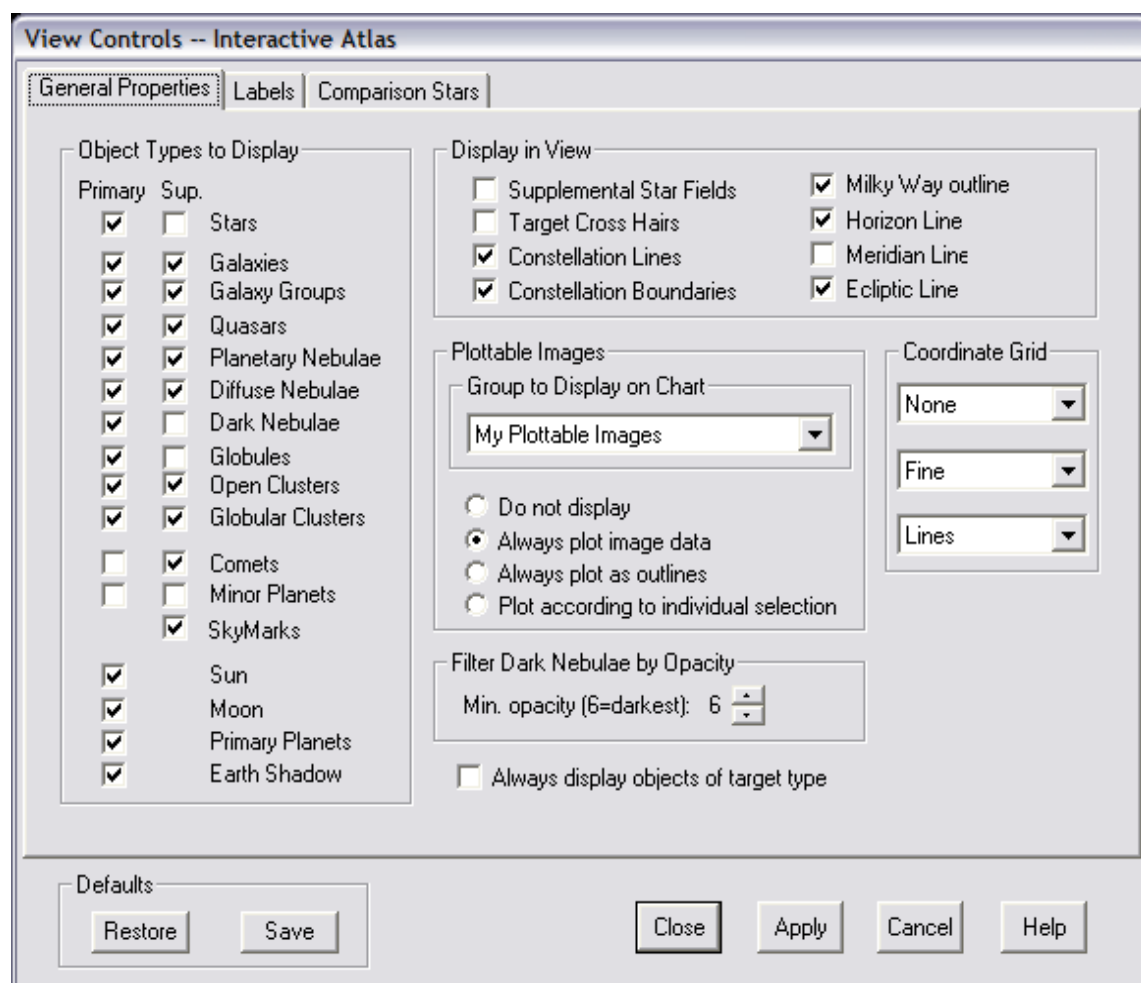 View Controls -- Interactive Atlas
General Properties
Labels
Comparison Stars
Object Types to Display
Primary Sup.
Stars
Galaxies
Galaxy Groups
Quasars
Planetary Nebulae
Diffuse Nebulae
Dark Nebulae
Globules
Open Clusters
Globular Clusters
Comets
Minor Planets
SkyMarks
Sun
Moon
Primary Planets
Earth Shadow
Display in View
Supplemental Star Fields
Target Cross Hairs
Constellation Lines
Constellation Boundaries
Milky Way outline
Horizon Line
Meridian Line
Ecliptic Line
Plottable Images
Group to Display on Chart
My Plottable Images
Do not display
Always plot image data
Always plot as outlines
Plot according to individual selection
Coordinate Grid
None
Fine
Lines
Filter Dark Nebulae by Opacity
Min. opacity (6=darkest): 6
Always display objects of target type
Defaults
Restore
Save
Close
Apply
Cancel
Help